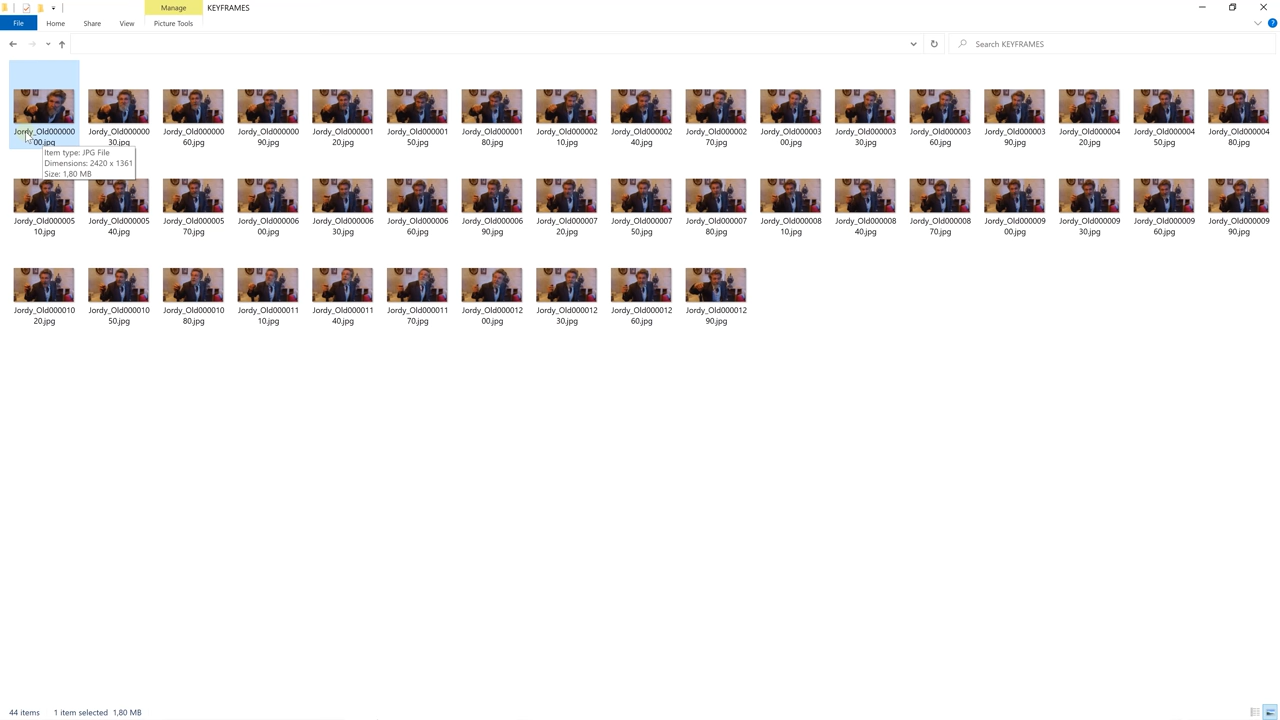 Manage KEYFRAMES
File Home Share View Picture Tools
Search KEYFRAMES
?
Jordy_Old000000 Jordy_Old000000 Jordy_Old000000 Jordy_Old000000 Jordy_Old000001 Jordy_Old000001 Jordy_Old000001 Jordy_Old000002 Jordy_Old000002 Jordy_Old000002 Jordy_Old000003 Jordy_Old000003 Jordy_Old000003 Jordy_Old000003 Jordy_Old000004 Jordy_Old000004 Jordy_Old000004
00.jpg 30.jpg 60.jpg 90.jpg 20.jpg 50.jpg 80.jpg 10.jpg 40.jpg 70.jpg 00.jpg 30.jpg 60.jpg 90.jpg 20.jpg 50.jpg 80.jpg
Item type: JPG File
Dimensions: 2420 x 1361
Size: 1,80 MB
Jordy_Old000005 Jordy_Old000005 Jordy_Old000005 Jordy_Old000006 Jordy_Old000006 Jordy_Old000006 Jordy_Old000006 Jordy_Old000007 Jordy_Old000007 Jordy_Old000007 Jordy_Old000008 Jordy_Old000008 Jordy_Old000008 Jordy_Old000009 Jordy_Old000009 Jordy_Old000009 Jordy_Old000009
10.jpg 40.jpg 70.jpg 00.jpg 30.jpg 60.jpg 90.jpg 20.jpg 50.jpg 80.jpg 10.jpg 40.jpg 70.jpg 00.jpg 30.jpg 60.jpg 90.jpg
Jordy_Old000010 Jordy_Old000010 Jordy_Old000010 Jordy_Old000011 Jordy_Old000011 Jordy_Old000011 Jordy_Old000012 Jordy_Old000012 Jordy_Old000012 Jordy_Old000012
20.jpg 50.jpg 80.jpg 10.jpg 40.jpg 70.jpg 00.jpg 30.jpg 60.jpg 90.jpg
44 items 1 item selected 1,80 MB